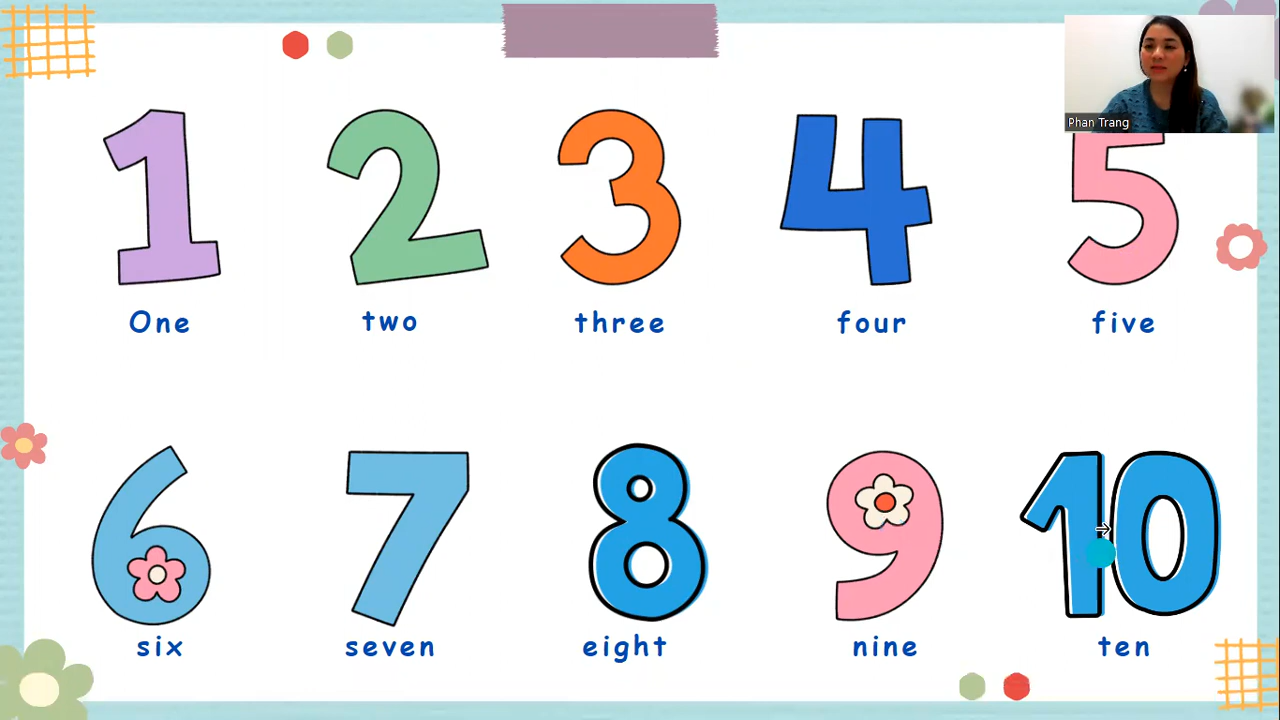 Phan Trang
1 2 3 4 5
One two three four five
6 7 8 9 10
six seven eight nine ten